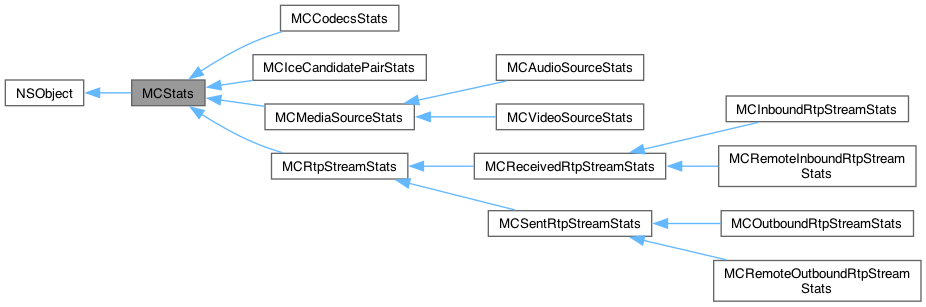 NSObject
MCStats
MCCodecsStats
MCIceCandidatePairStats
MCMediaSourceStats
MCRtpStreamStats
MCAudioSourceStats
MCVideoSourceStats
MCReceivedRtpStreamStats
MCSentRtpStreamStats
MCInboundRtpStreamStats
MCRemoteInboundRtpStream
Stats
MCOutboundRtpStreamStats
MCRemoteOutboundRtpStream
Stats